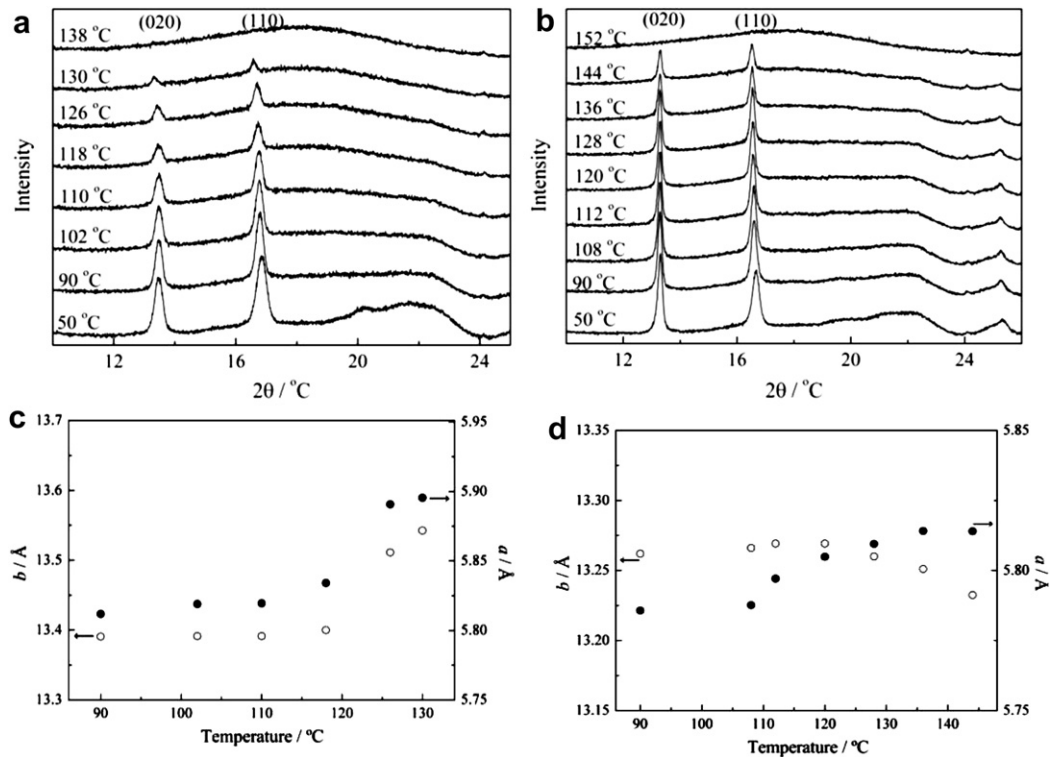 a
(020)
(110)
138 °C
130 °C
126 °C
118 °C
110 °C
102 °C
90 °C
50 °C
Intensity
12
16
20
24
2θ / °C
b
(020)
(110)
152 °C
144 °C
136 °C
128 °C
120 °C
112 °C
108 °C
90 °C
50 °C
Intensity
12
16
20
24
2θ / °C
c
13.7
13.6
13.5
13.4
13.3
b / Å
5.95
5.90
5.85
5.80
5.75
a / Å
90
100
110
120
130
Temperature / °C
d
13.35
13.30
13.25
13.20
13.15
b / Å
5.85
5.80
5.75
a / Å
90
100
110
120
130
140
Temperature / °C